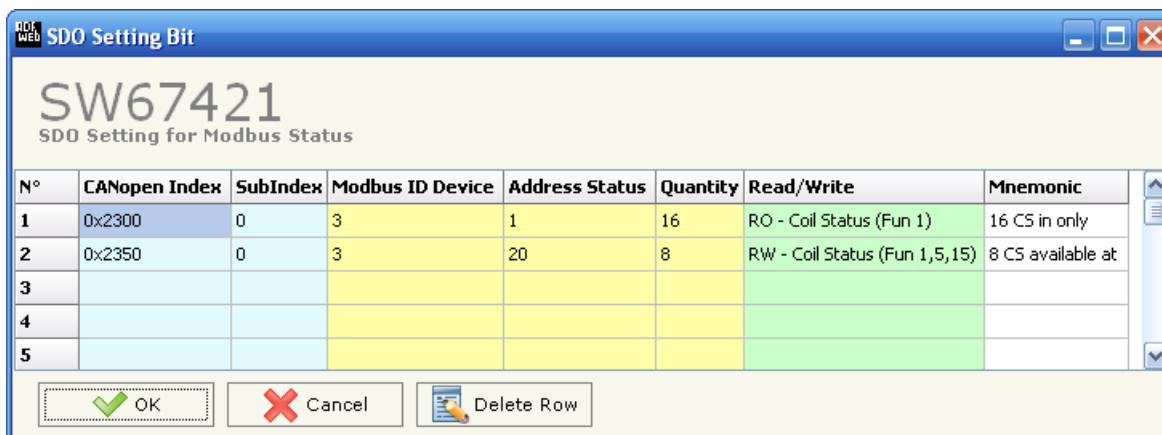 ADF WEB SDO Setting Bit
SW67421
SDO Setting for Modbus Status
N° CANopen Index SubIndex Modbus ID Device Address Status Quantity Read/Write Mnemonic
1 0x2300 0 3 1 16 RO - Coil Status (Fun 1) 16 CS in only
2 0x2350 0 3 20 8 RW - Coil Status (Fun 1,5,15) 8 CS available at
3
4
5
OK Cancel Delete Row